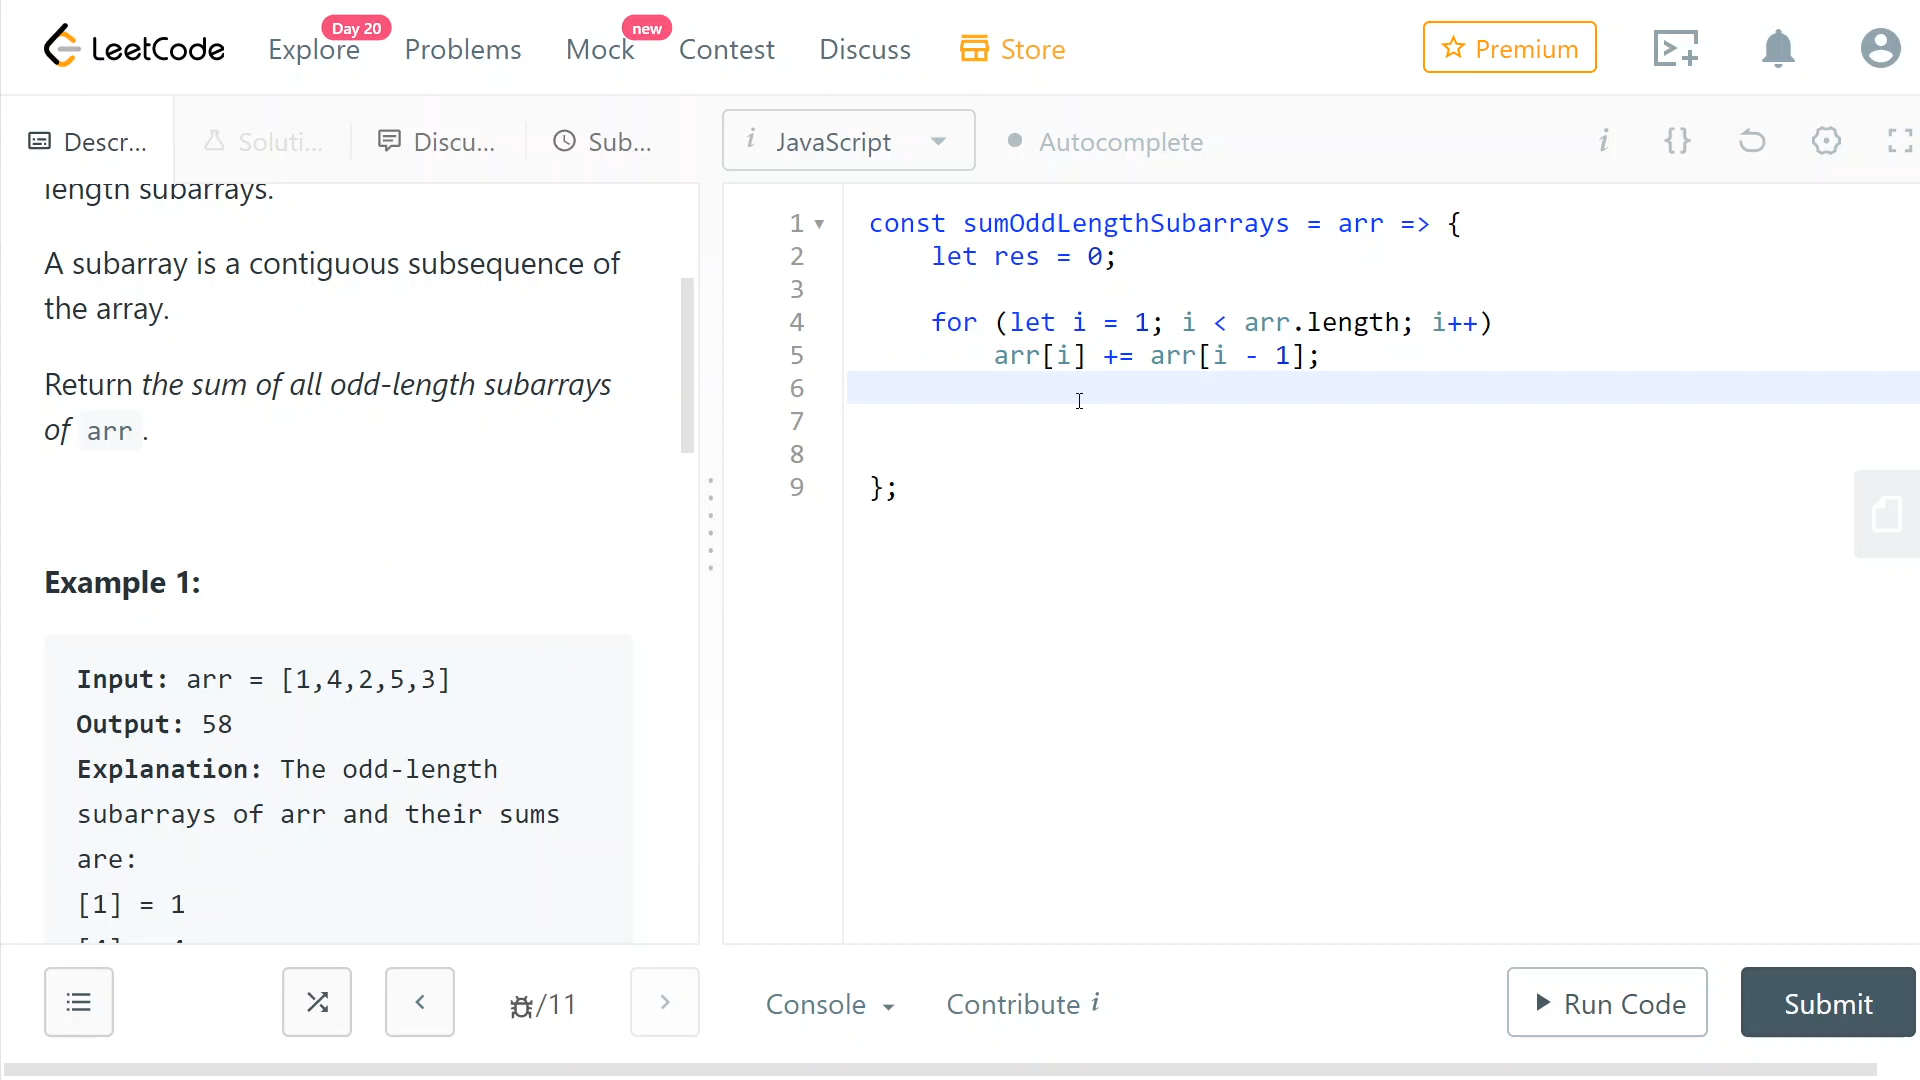 LeetCode
Explore
Day 20
Problems
Mock
new
Contest
Discuss
Store
Premium
Descr...
Soluti...
Discu...
Sub...
i JavaScript
Autocomplete
i {}
length subarrays.
A subarray is a contiguous subsequence of
the array.
Return the sum of all odd-length subarrays
of arr .
Example 1:
Input: arr = [1,4,2,5,3]
Output: 58
Explanation: The odd-length
subarrays of arr and their sums
are:
[1] = 1
1 const sumOddLengthSubarrays = arr => {
2 let res = 0;
3
4 for (let i = 1; i < arr.length; i++)
5 arr[i] += arr[i - 1];
6
7
8
9 };
/11
Console
Contribute i
Run Code
Submit